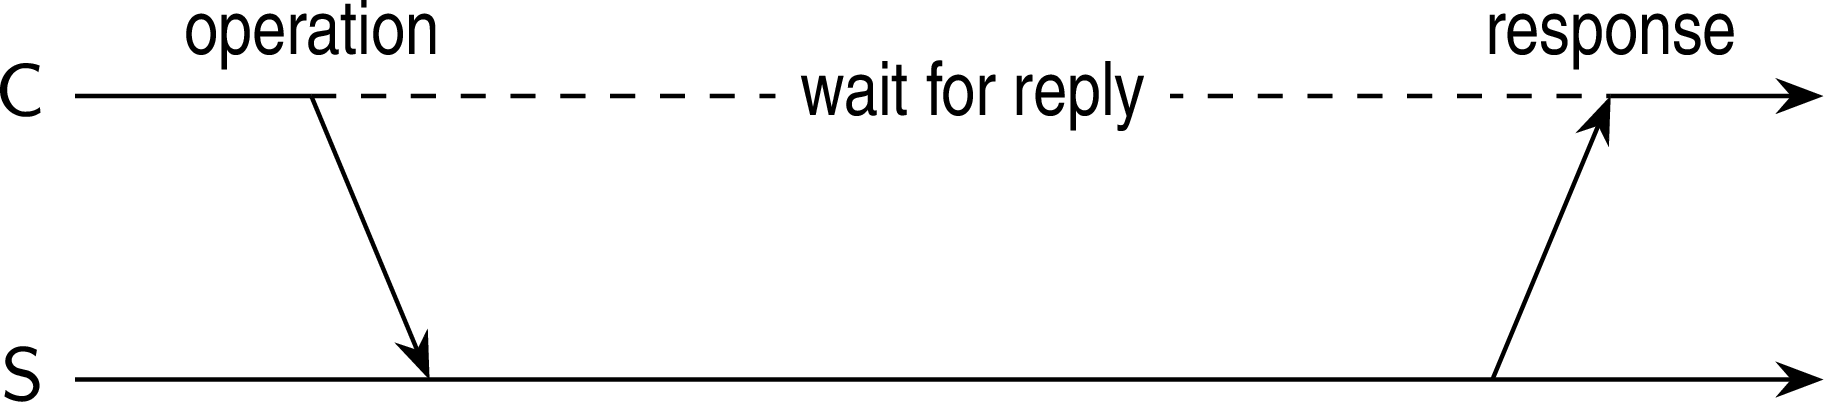 operation
response
C
wait for reply
S